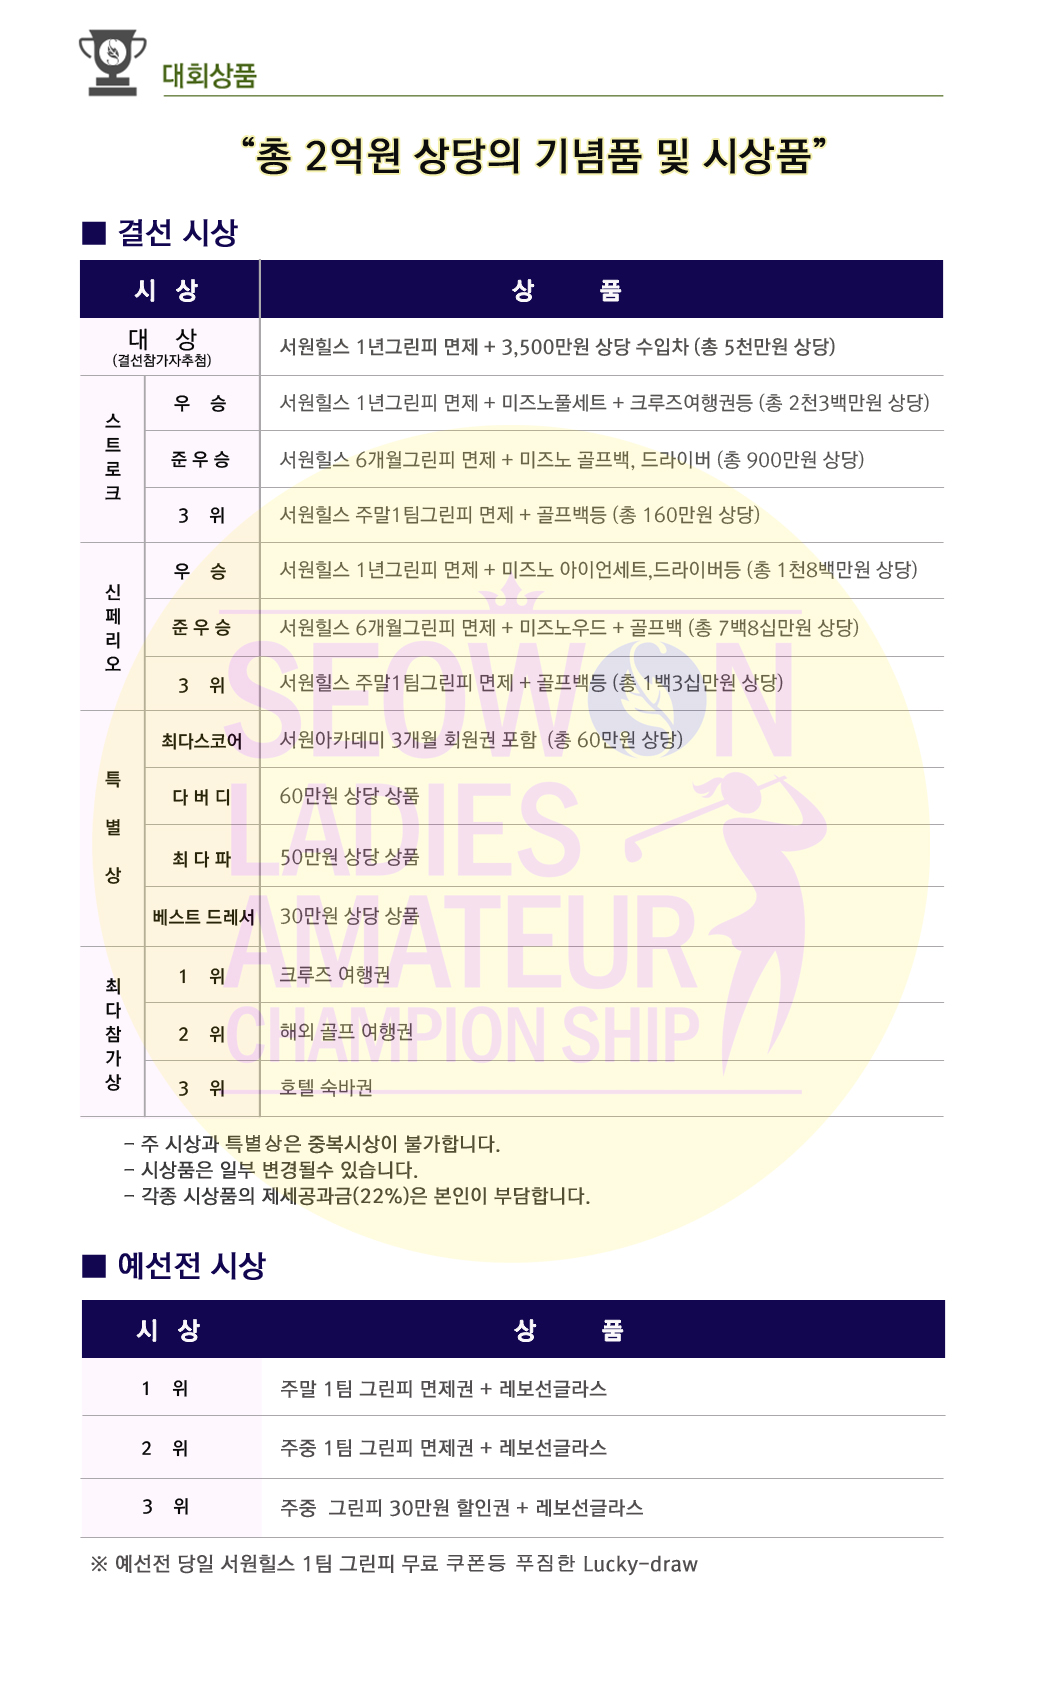 대회상품
“총 2억원 상당의 기념품 및 시상품”
■ 결선 시상
시 상 상 품
대 상 서원힐스 1년그린피 면제 + 3,500만원 상당 수입차 (총 5천만원 상당)
(결선참가자추첨)
스트로크
우 승 서원힐스 1년그린피 면제 + 미즈노풀세트 + 크루즈여행권등 (총 2천3백만원 상당)
준우승 서원힐스 6개월그린피 면제 + 미즈노 골프백, 드라이버 (총 900만원 상당)
3 위 서원힐스 주말1팀그린피 면제 + 골프백등 (총 160만원 상당)
신페리오
우 승 서원힐스 1년그린피 면제 + 미즈노 아이언세트,드라이버등 (총 1천8백만원 상당)
준우승 서원힐스 6개월그린피 면제 + 미즈노우드 + 골프백 (총 7백8십만원 상당)
3 위 서원힐스 주말1팀그린피 면제 + 골프백등 (총 1백3십만원 상당)
특별상
최다스코어 서원아카데미 3개월 회원권 포함 (총 60만원 상당)
다버디 60만원 상당 상품
최다파 50만원 상당 상품
베스트 드레서 30만원 상당 상품
최다참가상
1 위 크루즈 여행권
2 위 해외 골프 여행권
3 위 호텔 숙바권
SEOWON
LADIES
AMATEUR
CHAMPION SHIP
- 주 시상과 특별상은 중복시상이 불가합니다.
- 시상품은 일부 변경될수 있습니다.
- 각종 시상품의 제세공과금(22%)은 본인이 부담합니다.
■ 예선전 시상
시 상 상 품
1 위 주말 1팀 그린피 면제권 + 레보선글라스
2 위 주중 1팀 그린피 면제권 + 레보선글라스
3 위 주중 그린피 30만원 할인권 + 레보선글라스
※ 예선전 당일 서원힐스 1팀 그린피 무료 쿠폰등 푸짐한 Lucky-draw